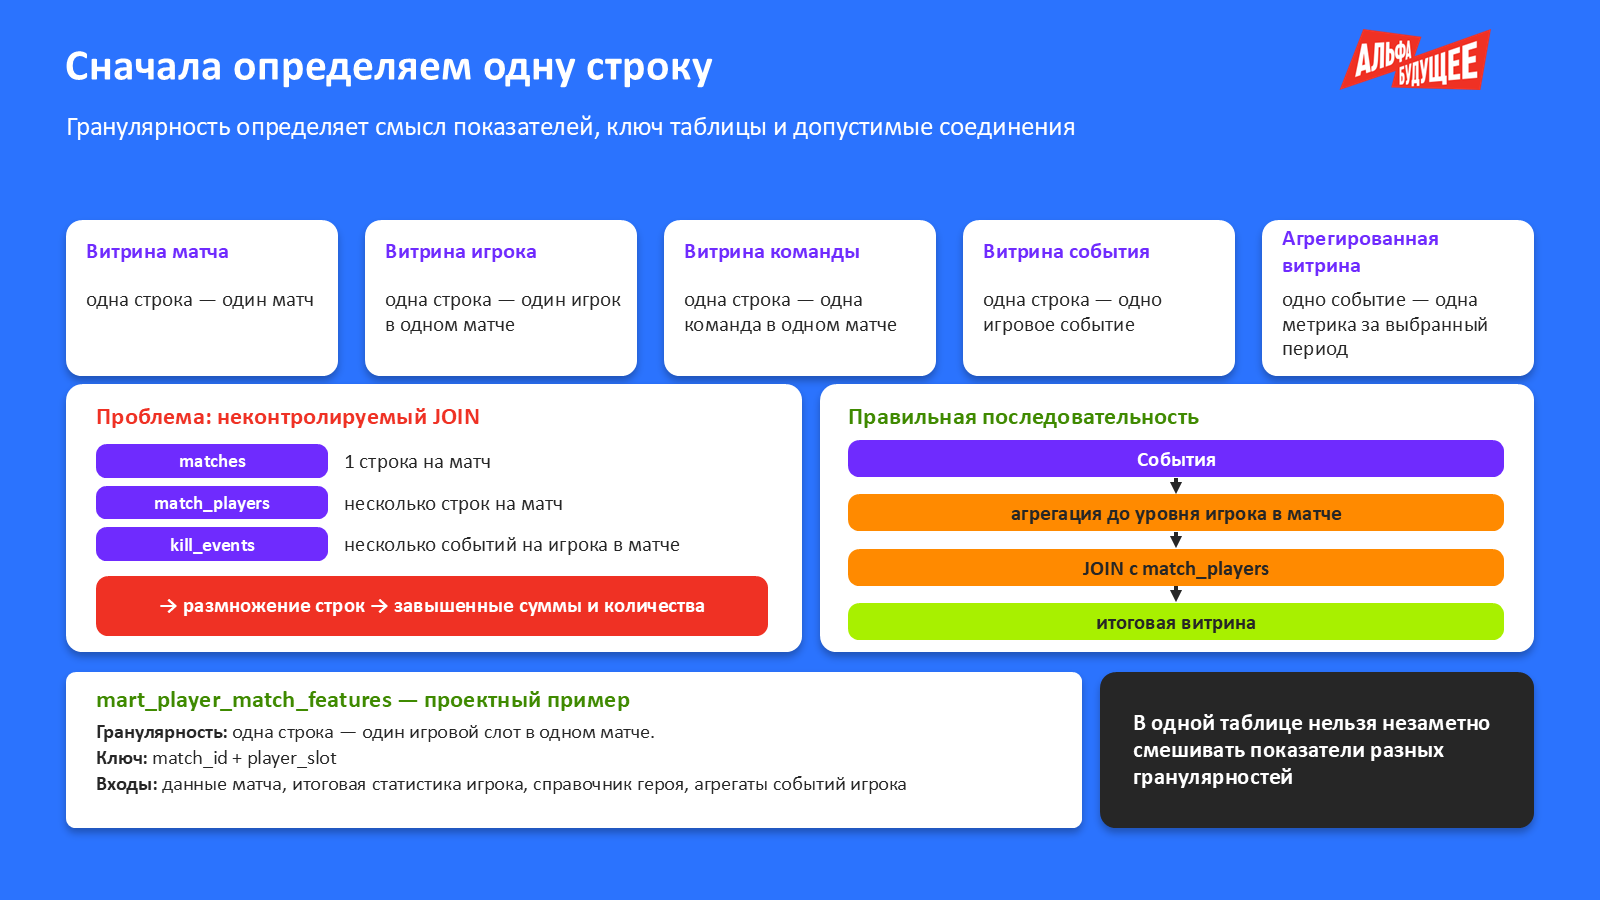 Сначала определяем одну строку
АЛЬФА
БУДУЩЕЕ
Гранулярность определяет смысл показателей, ключ таблицы и допустимые соединения
Витрина матча
одна строка — один матч
Витрина игрока
одна строка — один игрок
в одном матче
Витрина команды
одна строка — одна
команда в одном матче
Витрина события
одна строка — одно
игровое событие
Агрегированная
витрина
одно событие — одна
метрика за выбранный
период
Проблема: неконтролируемый JOIN
matches
1 строка на матч
match_players
несколько строк на матч
kill_events
несколько событий на игрока в матче
→ размножение строк → завышенные суммы и количества
Правильная последовательность
События
агрегация до уровня игрока в матче
JOIN с match_players
итоговая витрина
mart_player_match_features — проектный пример
Гранулярность: одна строка — один игровой слот в одном матче.
Ключ: match_id + player_slot
Входы: данные матча, итоговая статистика игрока, справочник героя, агрегаты событий игрока
В одной таблице нельзя незаметно
смешивать показатели разных
гранулярностей